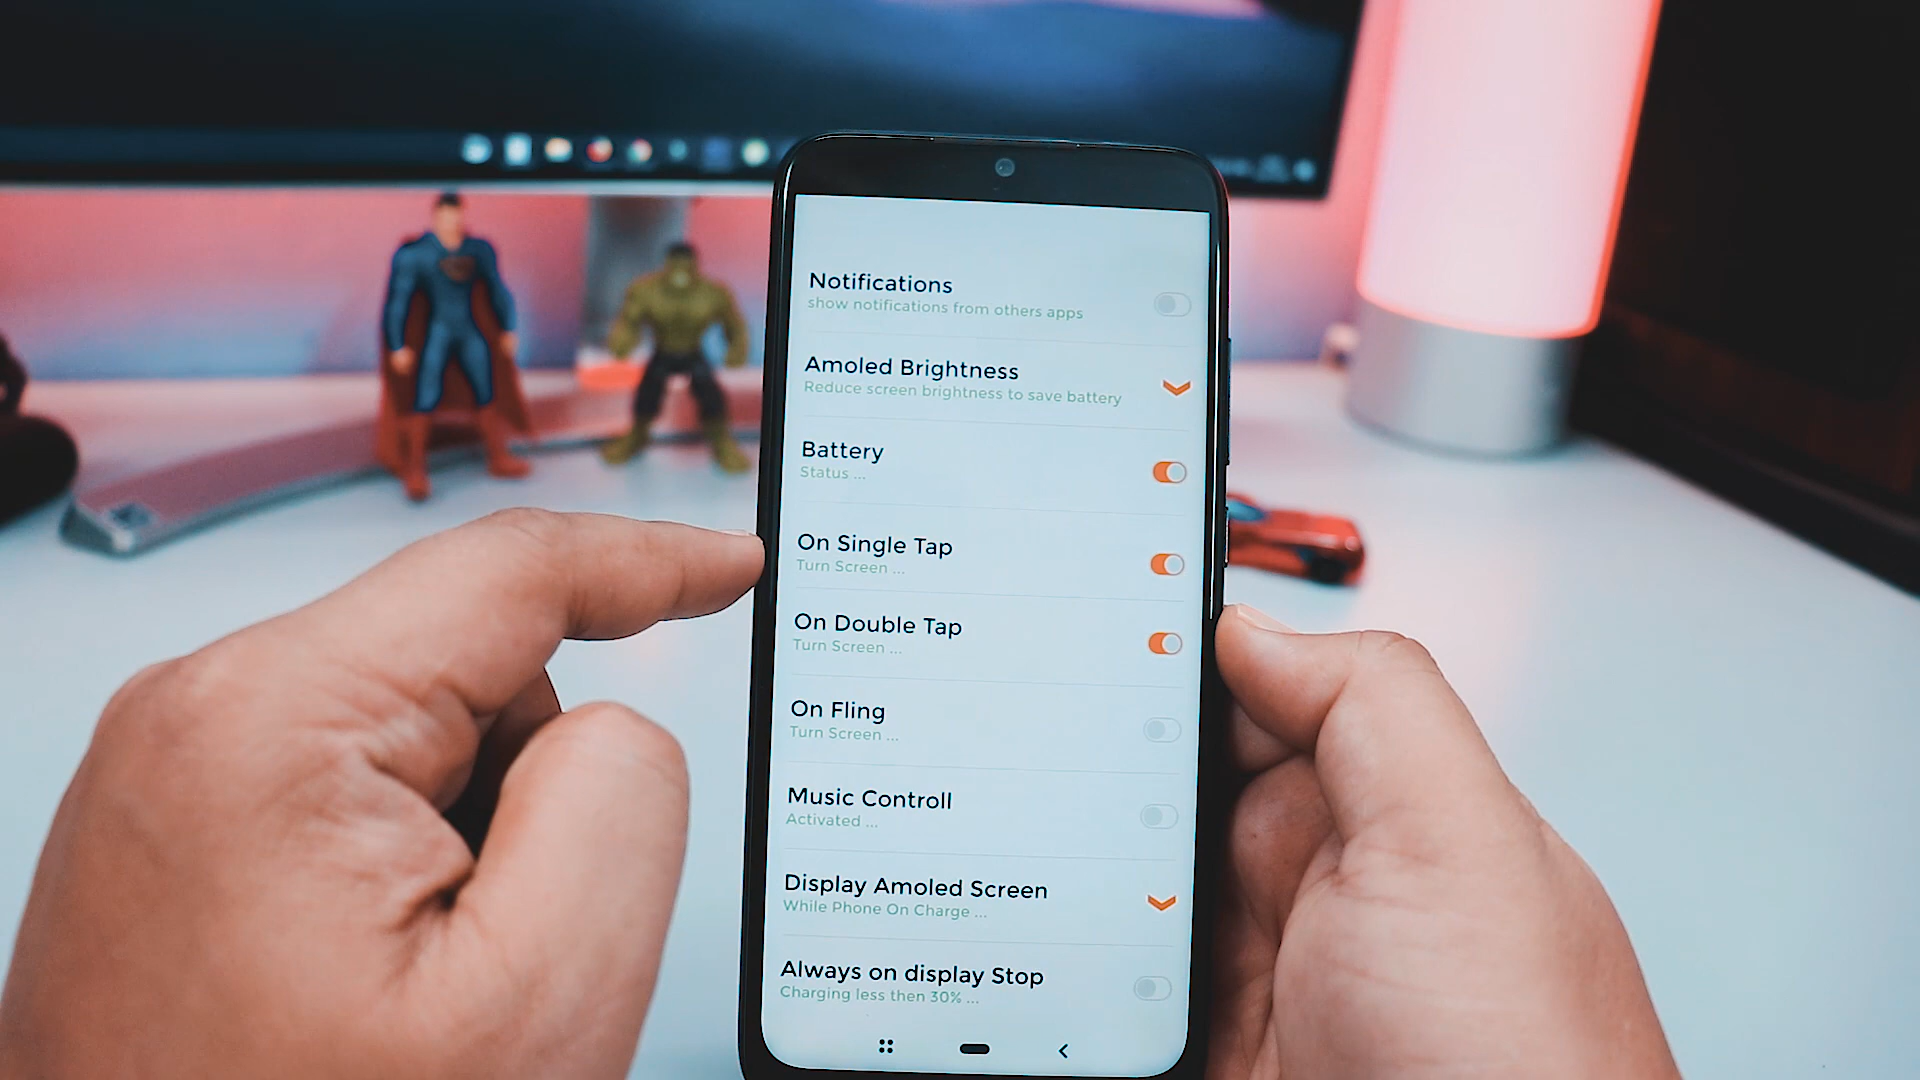 Notifications
show notifications from others apps
Amoled Brightness
Reduce screen brightness to save battery
Battery
Status ...
On Single Tap
Turn Screen ...
On Double Tap
Turn Screen ...
On Fling
Turn Screen ...
Music Controll
Activated ...
Display Amoled Screen
While Phone On Charge ...
Always on display Stop
Charging less then 30% ...